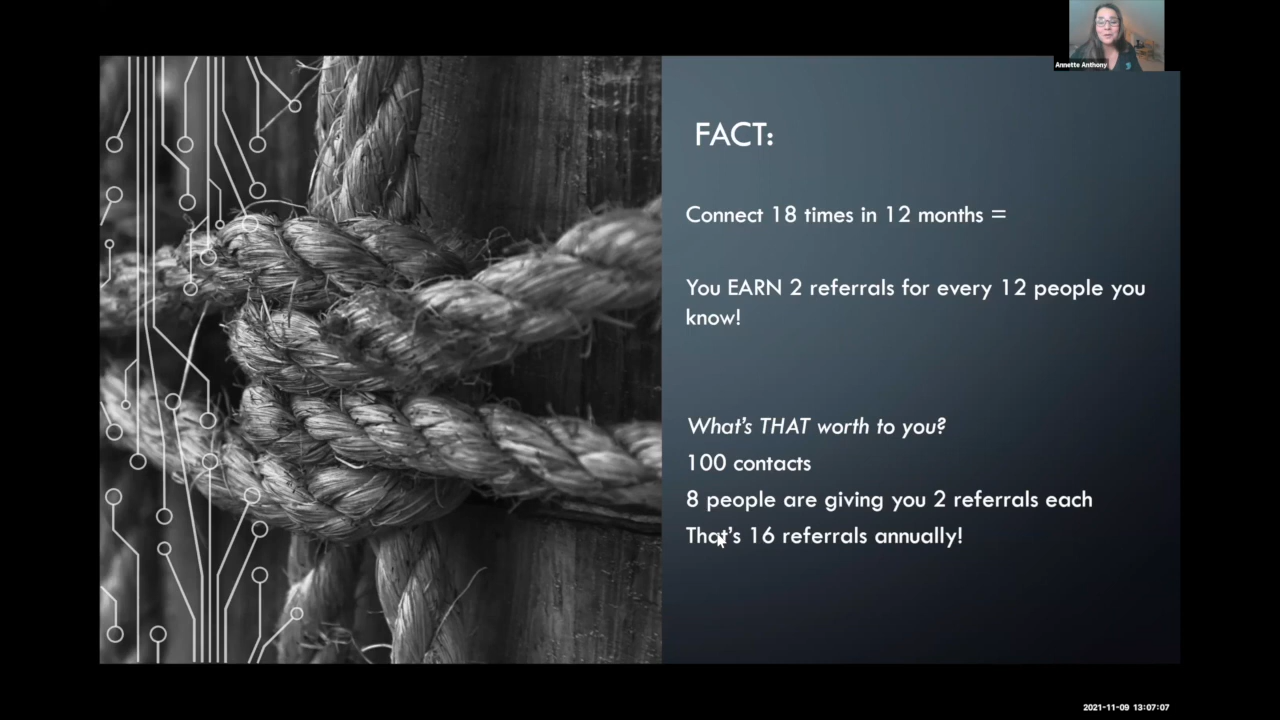 Annette Anthony
FACT:
Connect 18 times in 12 months =
You EARN 2 referrals for every 12 people you
know!
What's THAT worth to you?
100 contacts
8 people are giving you 2 referrals each
That's 16 referrals annually!
2021-11-09 13:07:07